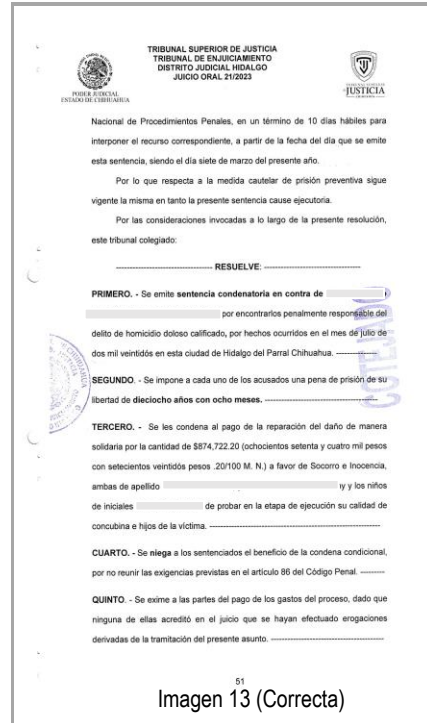 TRIBUNAL SUPERIOR DE JUSTICIA
TRIBUNAL DE ENJUICIAMIENTO
DISTRITO JUDICIAL HIDALGO
JUICIO ORAL 21/2023
PODER JUDICIAL
ESTADO DE CHIHUAHUA
JUSTICIA
Nacional de Procedimientos Penales, en un término de 10 días hábiles para
interponer el recurso correspondiente, a partir de la fecha del día que se emite
esta sentencia, siendo el día siete de marzo del presente año.
Por lo que respecta a la medida cautelar de prisión preventiva sigue
vigente la misma en tanto la presente sentencia cause ejecutoria.
Por las consideraciones invocadas a lo largo de la presente resolución,
este tribunal colegiado:
---------------------------------- RESUELVE: ----------------------------------
PRIMERO. - Se emite sentencia condenatoria en contra de
por encontrarlos penalmente responsable del
delito de homicidio doloso calificado, por hechos ocurridos en el mes de julio de
dos mil veintidós en esta ciudad de Hidalgo del Parral Chihuahua. --------------
SEGUNDO. - Se impone a cada uno de los acusados una pena de prisión de su
libertad de dieciocho años con ocho meses. ------------------------------
TERCERO. - Se les condena al pago de la reparación del daño de manera
solidaria por la cantidad de $874,722.20 (ochocientos setenta y cuatro mil pesos
con setecientos veintidós pesos .20/100 M. N.) a favor de Socorro e Inocencia,
ambas de apellido y y los niños
de iniciales de probar en la etapa de ejecución su calidad de
concubina e hijos de la víctima. ------------------------------------------------
CUARTO. - Se niega a los sentenciados el beneficio de la condena condicional,
por no reunir las exigencias previstas en el artículo 86 del Código Penal. ---------
QUINTO. - Se exime a las partes del pago de los gastos del proceso, dado que
ninguna de ellas acreditó en el juicio que se hayan efectuado erogaciones
derivadas de la tramitación del presente asunto. --------------------------------
COTEJADO
51
Imagen 13 (Correcta)